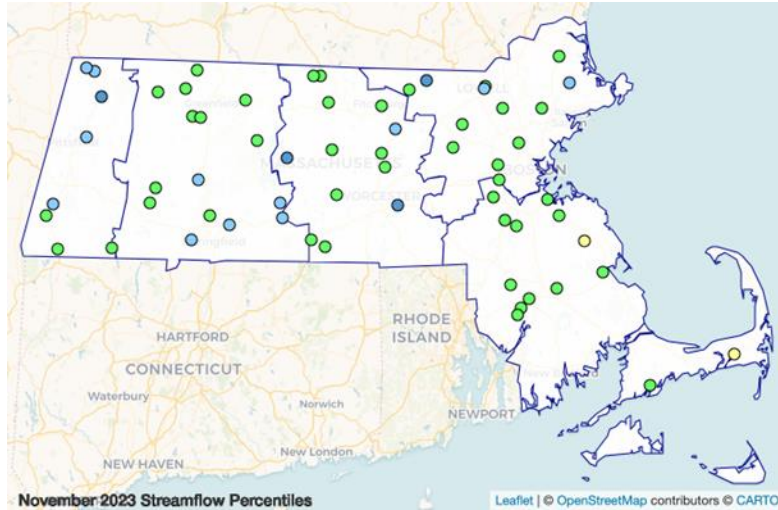 MASSACHUSETTS
BOSTON
WORCESTER
RHODE
ISLAND
HARTFORD
CONNECTICUT
Waterbury
Norwich
NEWPORT
New London
NEW HAVEN
November 2023 Streamflow Percentiles
Leaflet | © OpenStreetMap contributors © CARTO